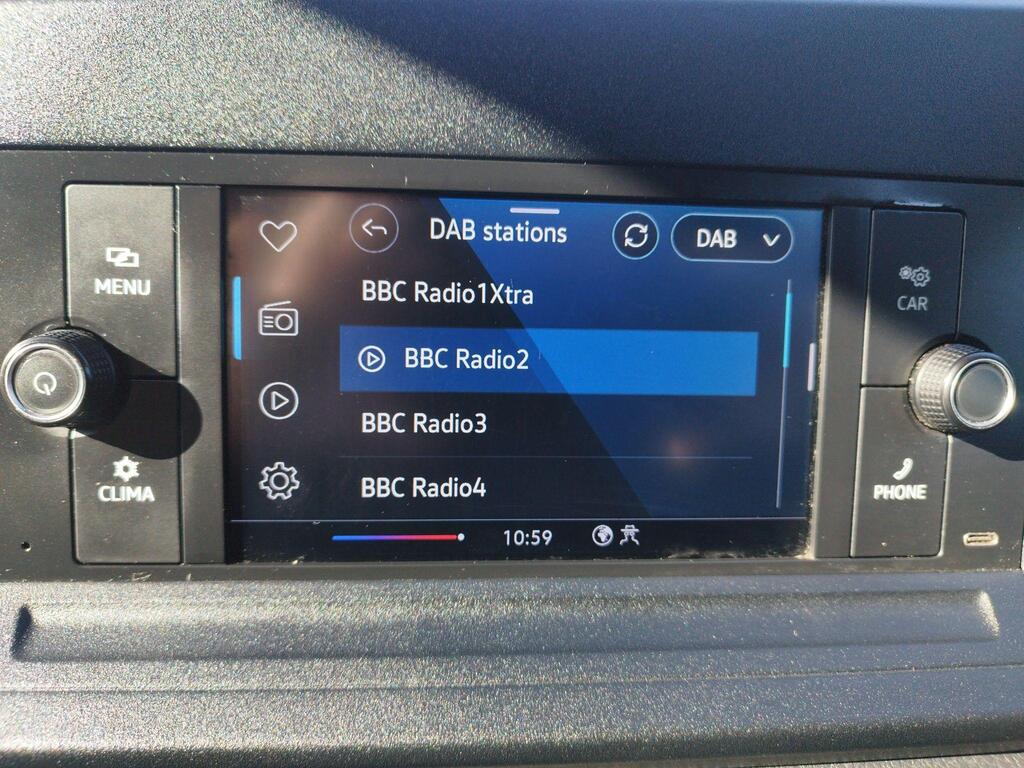 MENU
CLIMA
DAB stations
DAB
BBC Radio1Xtra
BBC Radio2
BBC Radio3
BBC Radio4
10:59
CAR
PHONE